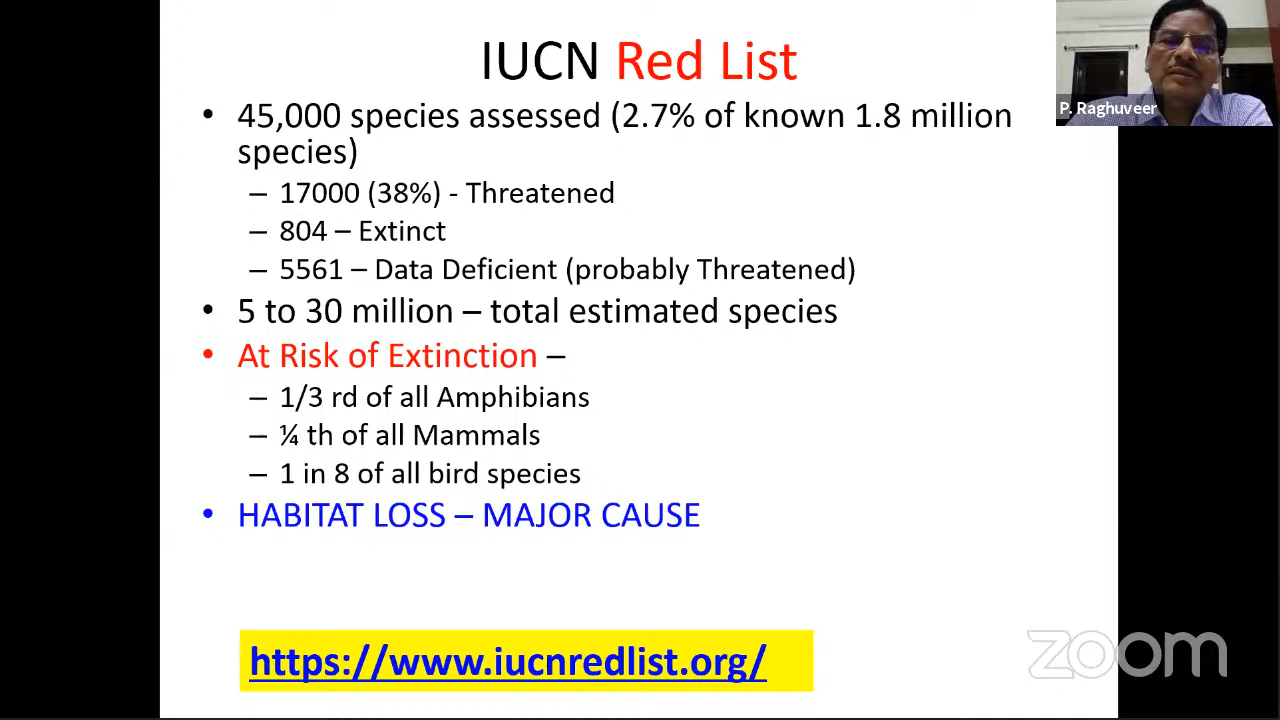 IUCN Red List
• 45,000 species assessed (2.7% of known 1.8 million
species)
– 17000 (38%) - Threatened
– 804 – Extinct
– 5561 – Data Deficient (probably Threatened)
• 5 to 30 million – total estimated species
• At Risk of Extinction –
– 1/3 rd of all Amphibians
– ¼ th of all Mammals
– 1 in 8 of all bird species
• HABITAT LOSS – MAJOR CAUSE
https://www.iucnredlist.org/
P. Raghuveer
zoom